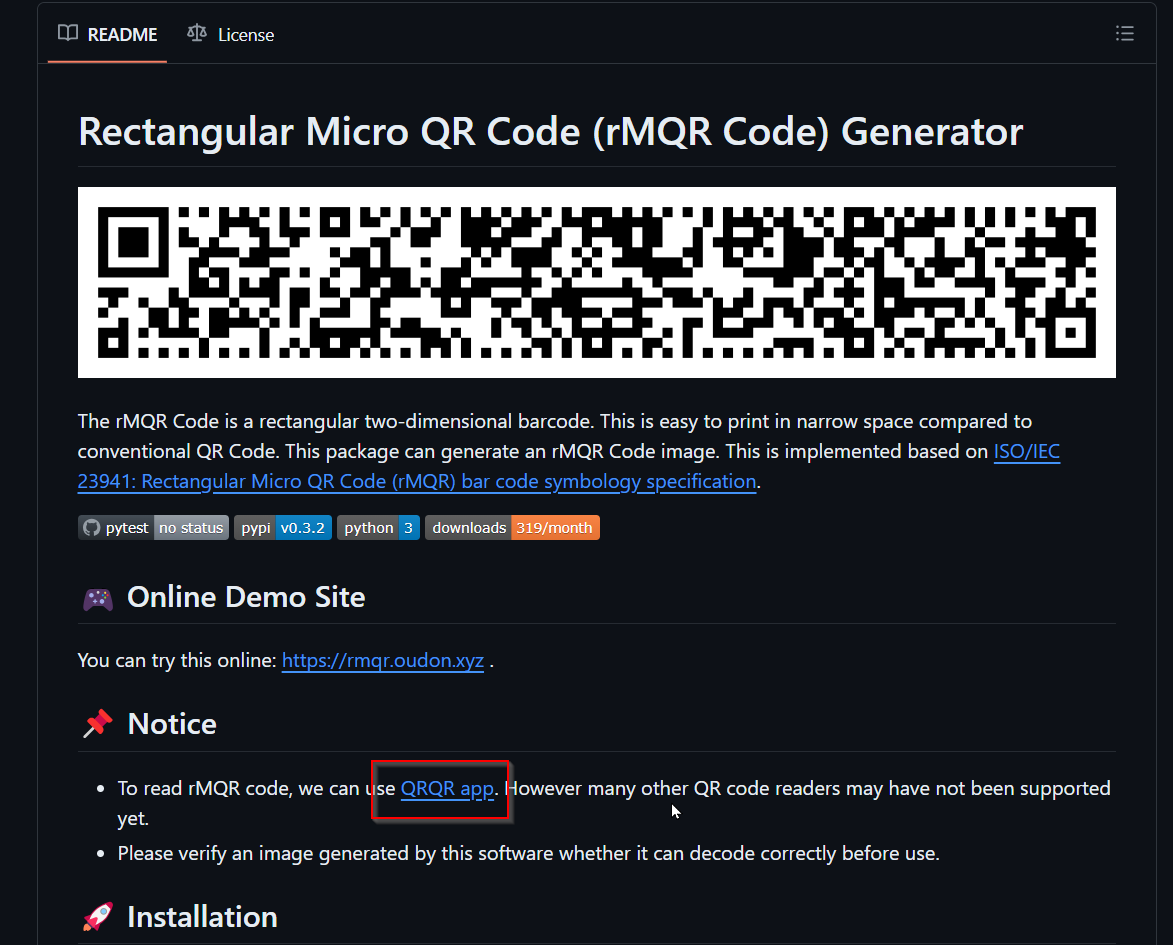 README License
Rectangular Micro QR Code (rMQR Code) Generator
The rMQR Code is a rectangular two-dimensional barcode. This is easy to print in narrow space compared to
conventional QR Code. This package can generate an rMQR Code image. This is implemented based on ISO/IEC
23941: Rectangular Micro QR Code (rMQR) bar code symbology specification.
pytest no status pypi v0.3.2 python 3 downloads 319/month
Online Demo Site
You can try this online: https://rmqr.oudon.xyz .
Notice
To read rMQR code, we can use QRQR app. However many other QR code readers may have not been supported
yet.
Please verify an image generated by this software whether it can decode correctly before use.
Installation